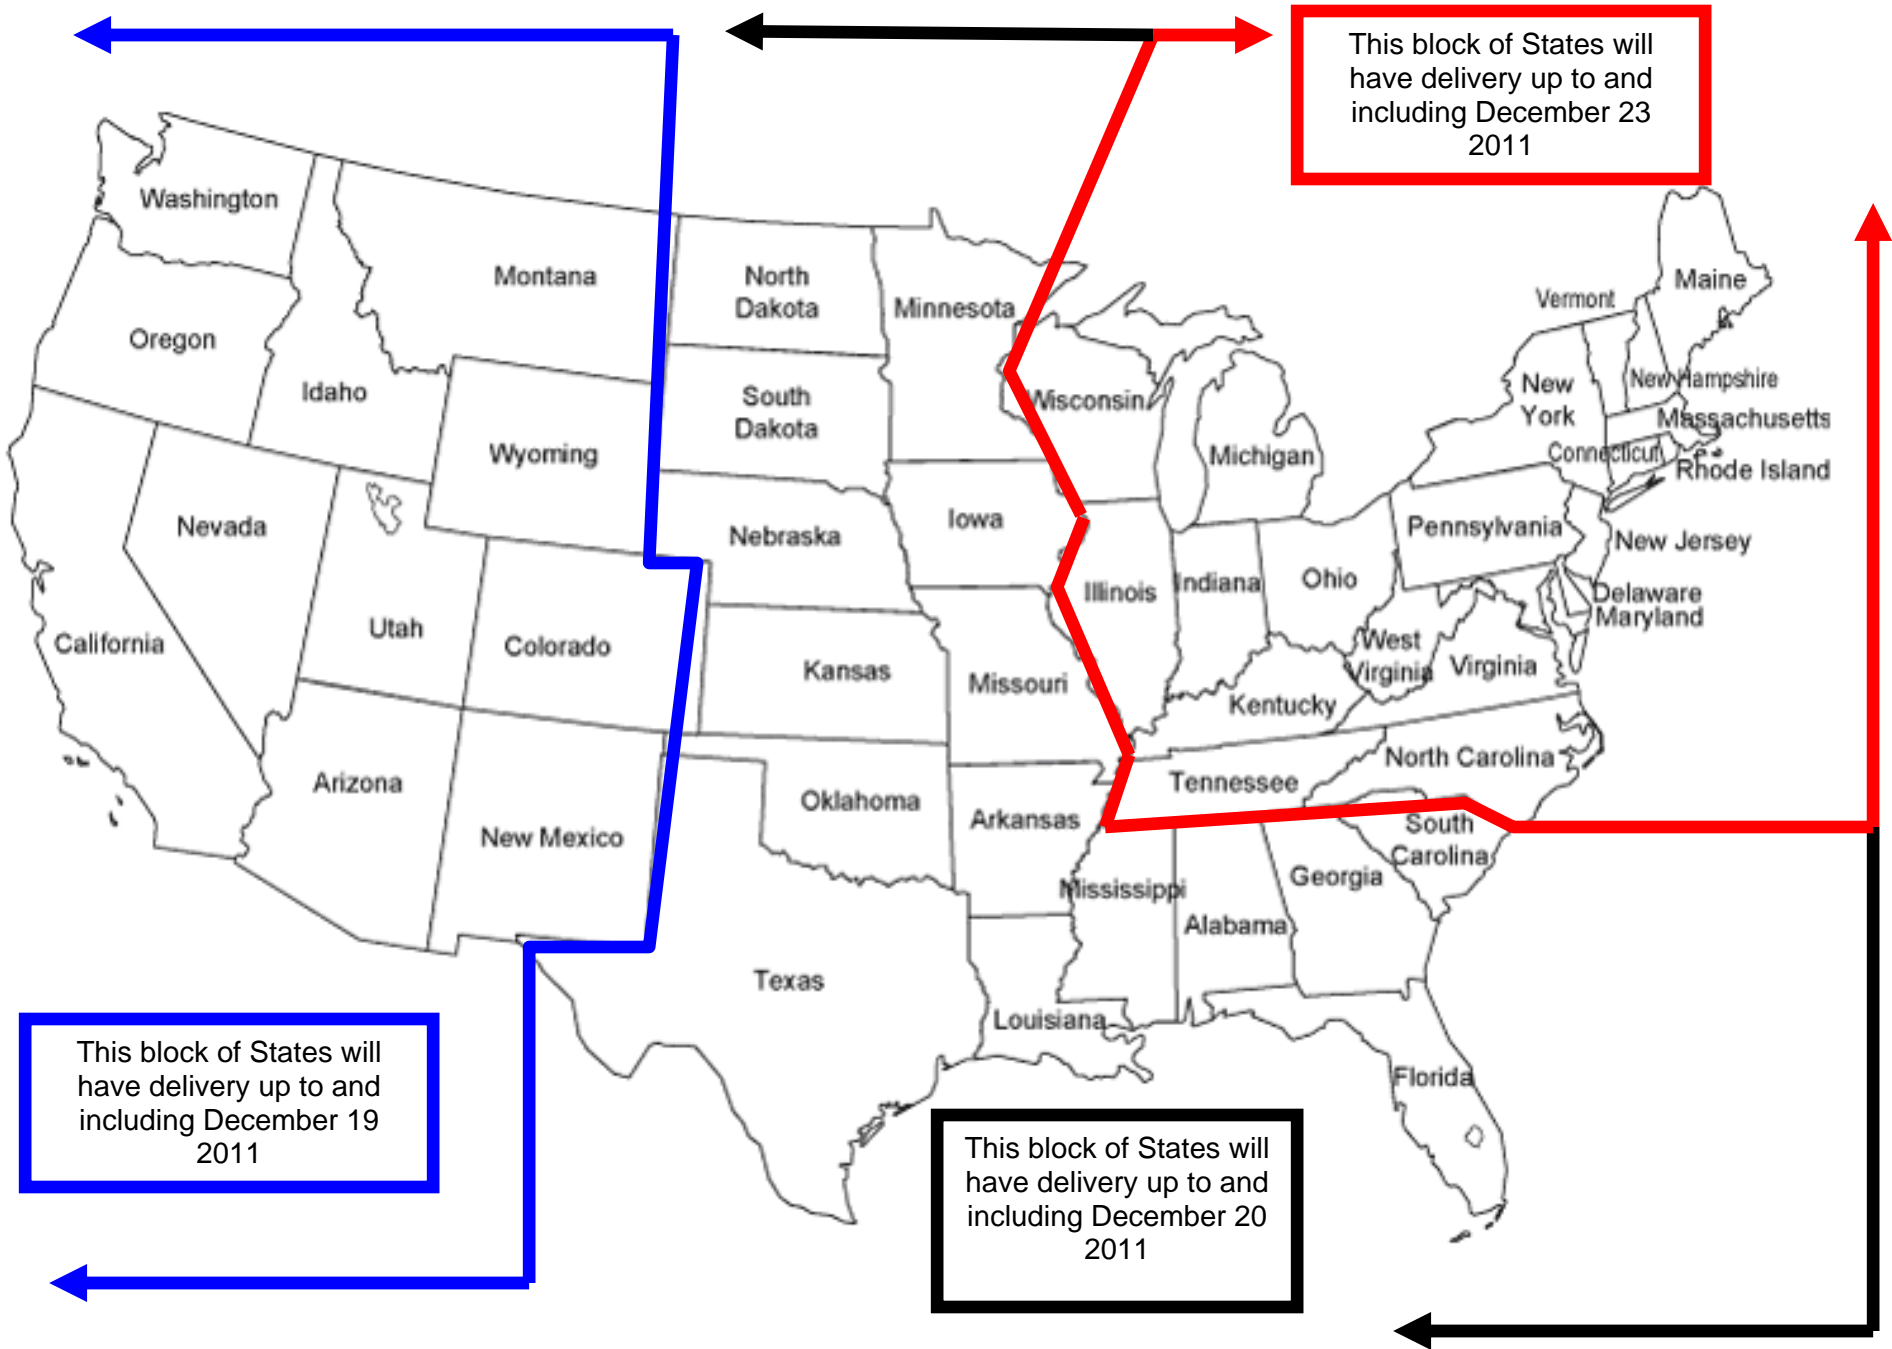 This block of States will
have delivery up to and
including December 23
2011
Washington
Montana
North
Dakota
Minnesota
Oregon
Idaho
Wyoming
South
Dakota
Wisconsin
Michigan
Vermont
Maine
New
York
New Hampshire
Massachusetts
Connecticut
Rhode Island
Nevada
Nebraska
Iowa
Pennsylvania
New Jersey
Illinois
Indiana
Ohio
Delaware
Maryland
California
Utah
Colorado
Kansas
Missouri
West
Virginia
Virginia
Kentucky
Arizona
New Mexico
Oklahoma
Arkansas
Tennessee
North Carolina
South
Carolina
Mississippi
Alabama
Georgia
Texas
Louisiana
Florida
This block of States will
have delivery up to and
including December 19
2011
This block of States will
have delivery up to and
including December 20
2011